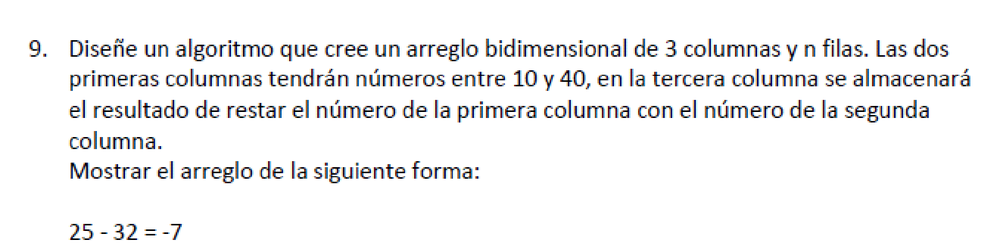 9. Diseñe un algoritmo que cree un arreglo bidimensional de 3 columnas y n filas. Las dos
primeras columnas tendrán números entre 10 y 40, en la tercera columna se almacenará
el resultado de restar el número de la primera columna con el número de la segunda
columna.
Mostrar el arreglo de la siguiente forma:
25 - 32 = -7